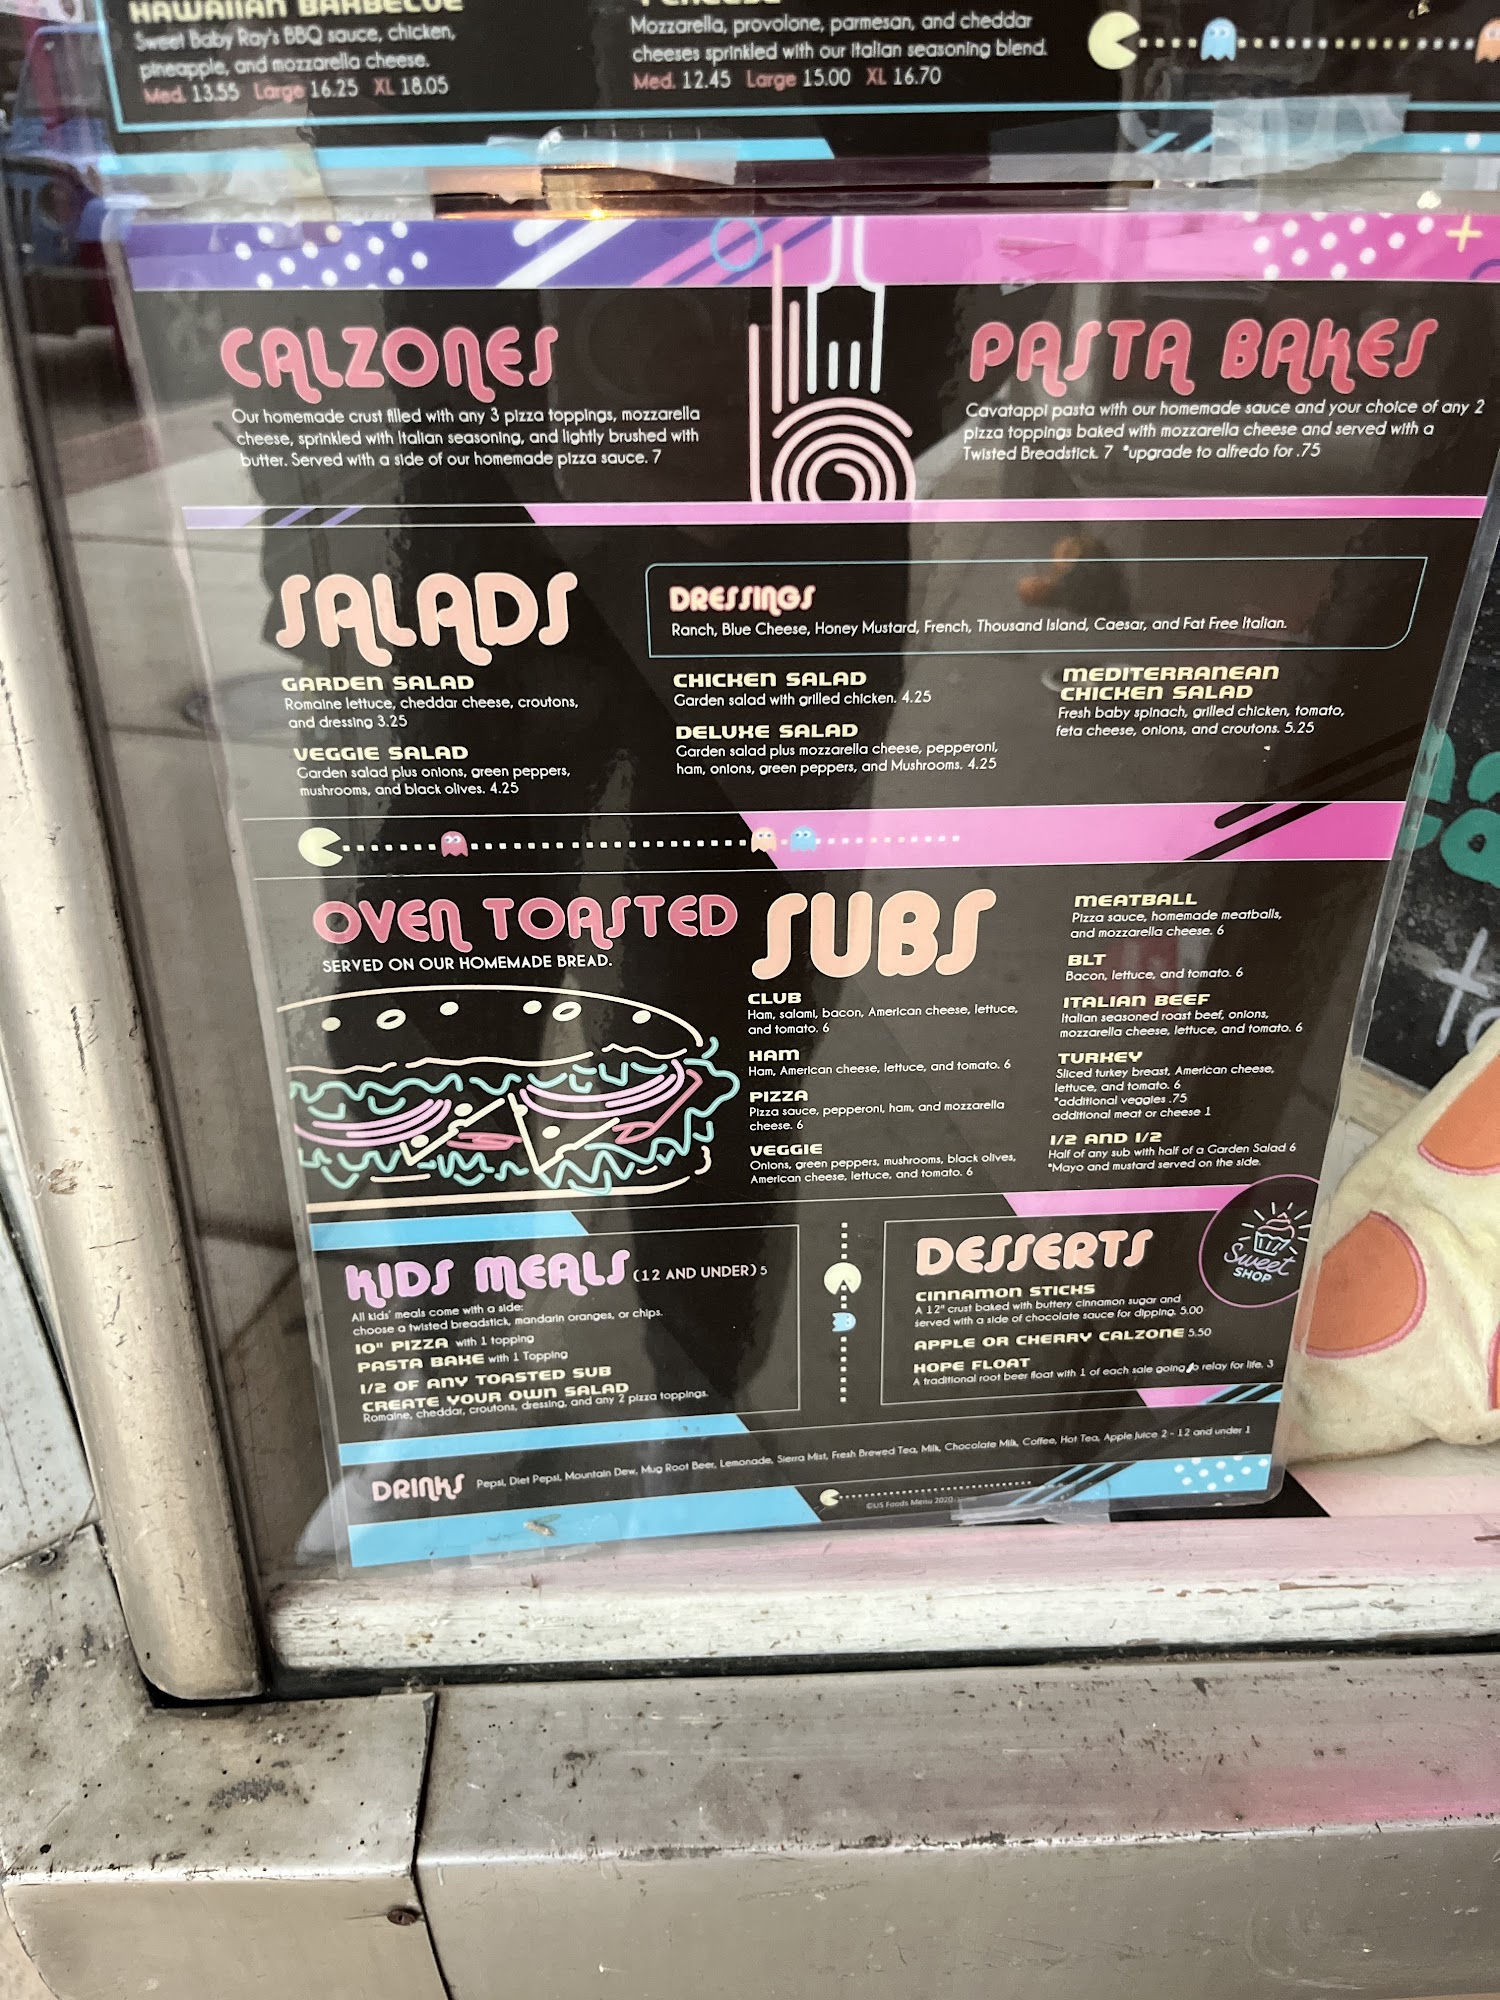 HAWAIIAN BARBECUE
Sweet Baby Ray's BBQ sauce, chicken,
pineapple, and mozzarella cheese.
Med. 13.55 Large 16.25 XL 18.05
Mozzarella, provolone, parmesan, and cheddar
cheeses sprinkled with our Italian seasoning blend.
Med. 12.45 Large 15.00 XL 16.70
CALZONES
Our homemade crust filled with any 3 pizza toppings, mozzarella
cheese, sprinkled with Italian seasoning, and lightly brushed with
butter. Served with a side of our homemade pizza sauce. 7
PASTA BAKES
Cavatappi pasta with our homemade sauce and your choice of any 2
pizza toppings baked with mozzarella cheese and served with a
Twisted Breadstick. 7 *upgrade to alfredo for .75
SALADS
DRESSINGS
Ranch, Blue Cheese, Honey Mustard, French, Thousand Island, Caesar, and Fat Free Italian.
GARDEN SALAD
Romaine lettuce, cheddar cheese, croutons,
and dressing 3.25
VEGGIE SALAD
Garden salad plus onions, green peppers,
mushrooms, and black olives. 4.25
CHICKEN SALAD
Garden salad with grilled chicken. 4.25
DELUXE SALAD
Garden salad plus mozzarella cheese, pepperoni,
ham, onions, green peppers, and Mushrooms. 4.25
MEDITERRANEAN
CHICKEN SALAD
Fresh baby spinach, grilled chicken, tomato,
feta cheese, onions, and croutons. 5.25
OVEN TOASTED SUBS
SERVED ON OUR HOMEMADE BREAD.
CLUB
Ham, salami, bacon, American cheese, lettuce,
and tomato. 6
HAM
Ham, American cheese, lettuce, and tomato. 6
PIZZA
Pizza sauce, pepperoni, ham, and mozzarella
cheese. 6
VEGGIE
Onions, green peppers, mushrooms, black olives,
American cheese, lettuce, and tomato. 6
MEATBALL
Pizza sauce, homemade meatballs,
and mozzarella cheese. 6
BLT
Bacon, lettuce, and tomato. 6
ITALIAN BEEF
Italian seasoned roast beef, onions,
mozzarella cheese, lettuce, and tomato. 6
TURKEY
Sliced turkey breast, American cheese,
lettuce, and tomato. 6
*additional veggies .75
additional meat or cheese 1
1/2 AND 1/2
Half of any sub with half of a Garden Salad 6
*Mayo and mustard served on the side.
KIDS MEALS (12 AND UNDER) 5
All kids' meals come with a side:
choose a twisted breadstick, mandarin oranges, or chips.
10" PIZZA with 1 topping
PASTA BAKE with 1 Topping
1/2 OF ANY TOASTED SUB
CREATE YOUR OWN SALAD
Romaine, cheddar, croutons, dressing, and any 2 pizza toppings.
DESSERTS
Sweet
SHOP
CINNAMON STICKS
A 12" crust baked with buttery cinnamon sugar and
served with a side of chocolate sauce for dipping. 5.00
APPLE OR CHERRY CALZONE 5.50
HOPE FLOAT
A traditional root beer float with 1 of each sale going to relay for life. 3
DRINKS Pepsi, Diet Pepsi, Mountain Dew, Mug Root Beer, Lemonade, Sierra Mist, Fresh Brewed Tea, Milk, Chocolate Milk, Coffee, Hot Tea, Apple Juice 2 - 12 and under 1
©US Foods Menu 2020